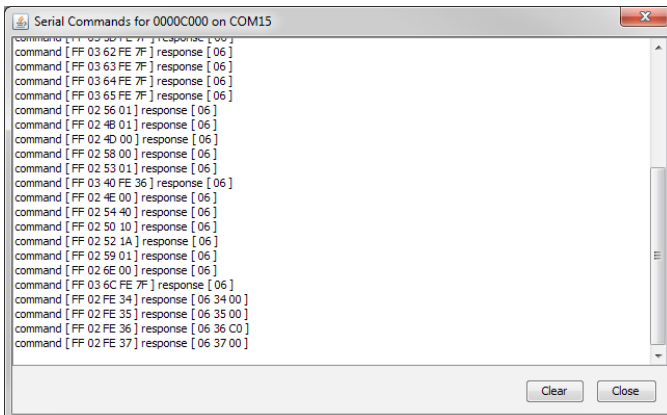 Serial Commands for 0000C000 on COM15
command [ FF 03 62 FE 7F ] response [ 06 ]
command [ FF 03 63 FE 7F ] response [ 06 ]
command [ FF 03 64 FE 7F ] response [ 06 ]
command [ FF 03 65 FE 7F ] response [ 06 ]
command [ FF 02 56 01 ] response [ 06 ]
command [ FF 02 4B 01 ] response [ 06 ]
command [ FF 02 4D 00 ] response [ 06 ]
command [ FF 02 58 00 ] response [ 06 ]
command [ FF 02 53 01 ] response [ 06 ]
command [ FF 03 40 FE 36 ] response [ 06 ]
command [ FF 02 4E 00 ] response [ 06 ]
command [ FF 02 54 40 ] response [ 06 ]
command [ FF 02 50 10 ] response [ 06 ]
command [ FF 02 52 1A ] response [ 06 ]
command [ FF 02 59 01 ] response [ 06 ]
command [ FF 02 6E 00 ] response [ 06 ]
command [ FF 03 6C FE 7F ] response [ 06 ]
command [ FF 02 FE 34 ] response [ 06 34 00 ]
command [ FF 02 FE 35 ] response [ 06 35 00 ]
command [ FF 02 FE 36 ] response [ 06 36 C0 ]
command [ FF 02 FE 37 ] response [ 06 37 00 ]
Clear Close